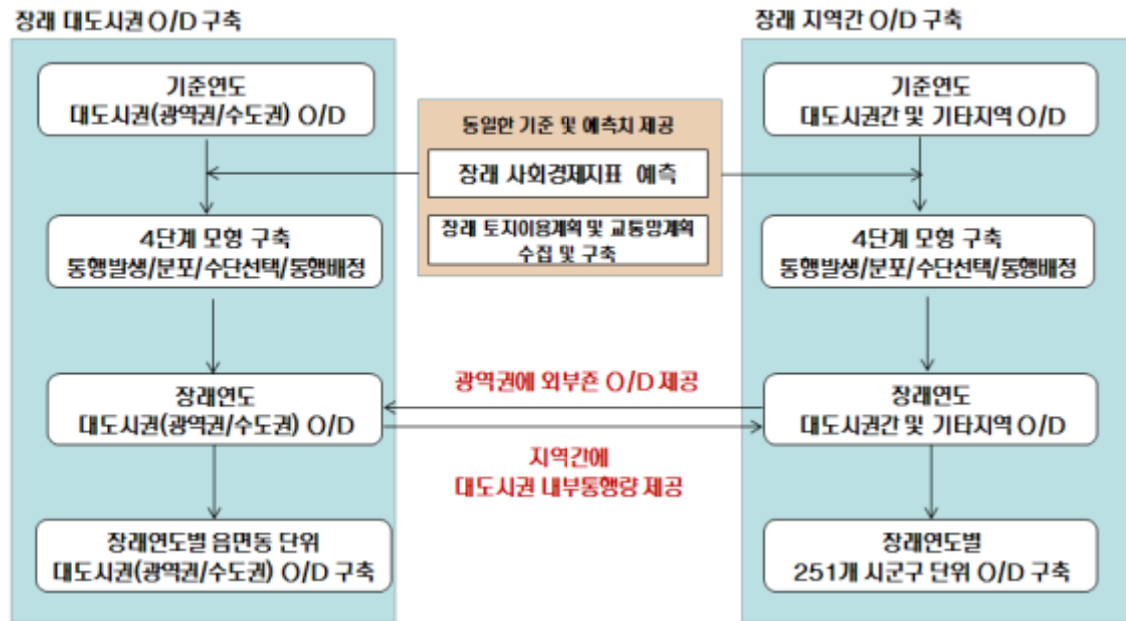 장래 대도시권 O/D 구축
기준연도
대도시권(광역권/수도권) O/D
4단계 모형 구축
통행발생/분포/수단선택/통행배정
장래연도
대도시권(광역권/수도권) O/D
장래연도별 읍면동 단위
대도시권(광역권/수도권) O/D 구축
동일한 기준 및 예측치 제공
장래 사회경제지표 예측
장래 토지이용계획 및 교통망계획
수집 및 구축
광역권에 외부존 O/D 제공
지역간에
대도시권 내부통행량 제공
장래 지역간 O/D 구축
기준연도
대도시권간 및 기타지역 O/D
4단계 모형 구축
통행발생/분포/수단선택/통행배정
장래연도
대도시권간 및 기타지역 O/D
장래연도별
251개 시군구 단위 O/D 구축